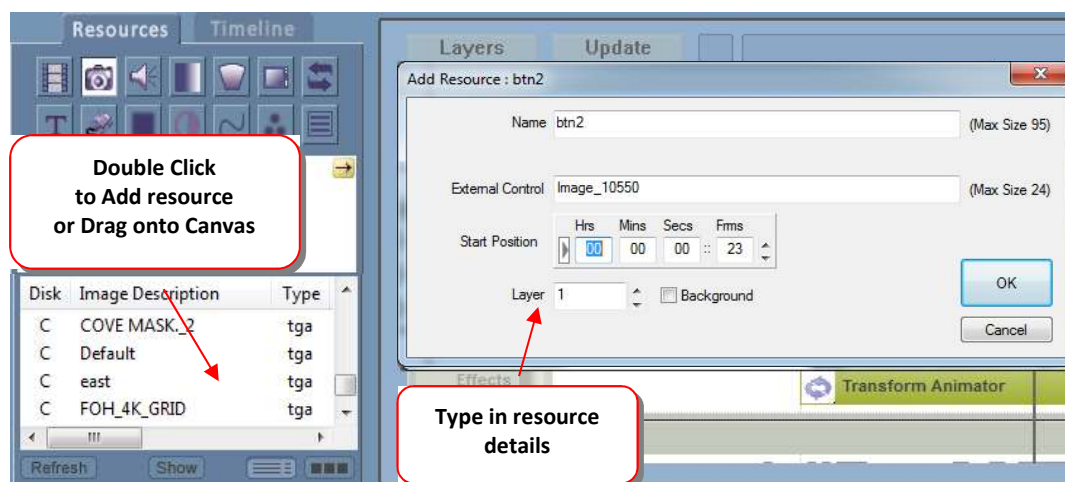 Resources Timeline
Double Click
to Add resource
or Drag onto Canvas
Disk Image Description Type
C COVE MASK._2 tga
C Default tga
C east tga
C FOH_4K_GRID tga
Refresh Show
Layers Update
Add Resource : btn2
Name btn2 (Max Size 95)
External Control Image_10550 (Max Size 24)
Hrs Mins Secs Frms
Start Position 00 00 00 :: 23
Layer 1 Background
OK
Cancel
Effects
Transform Animator
Type in resource
details